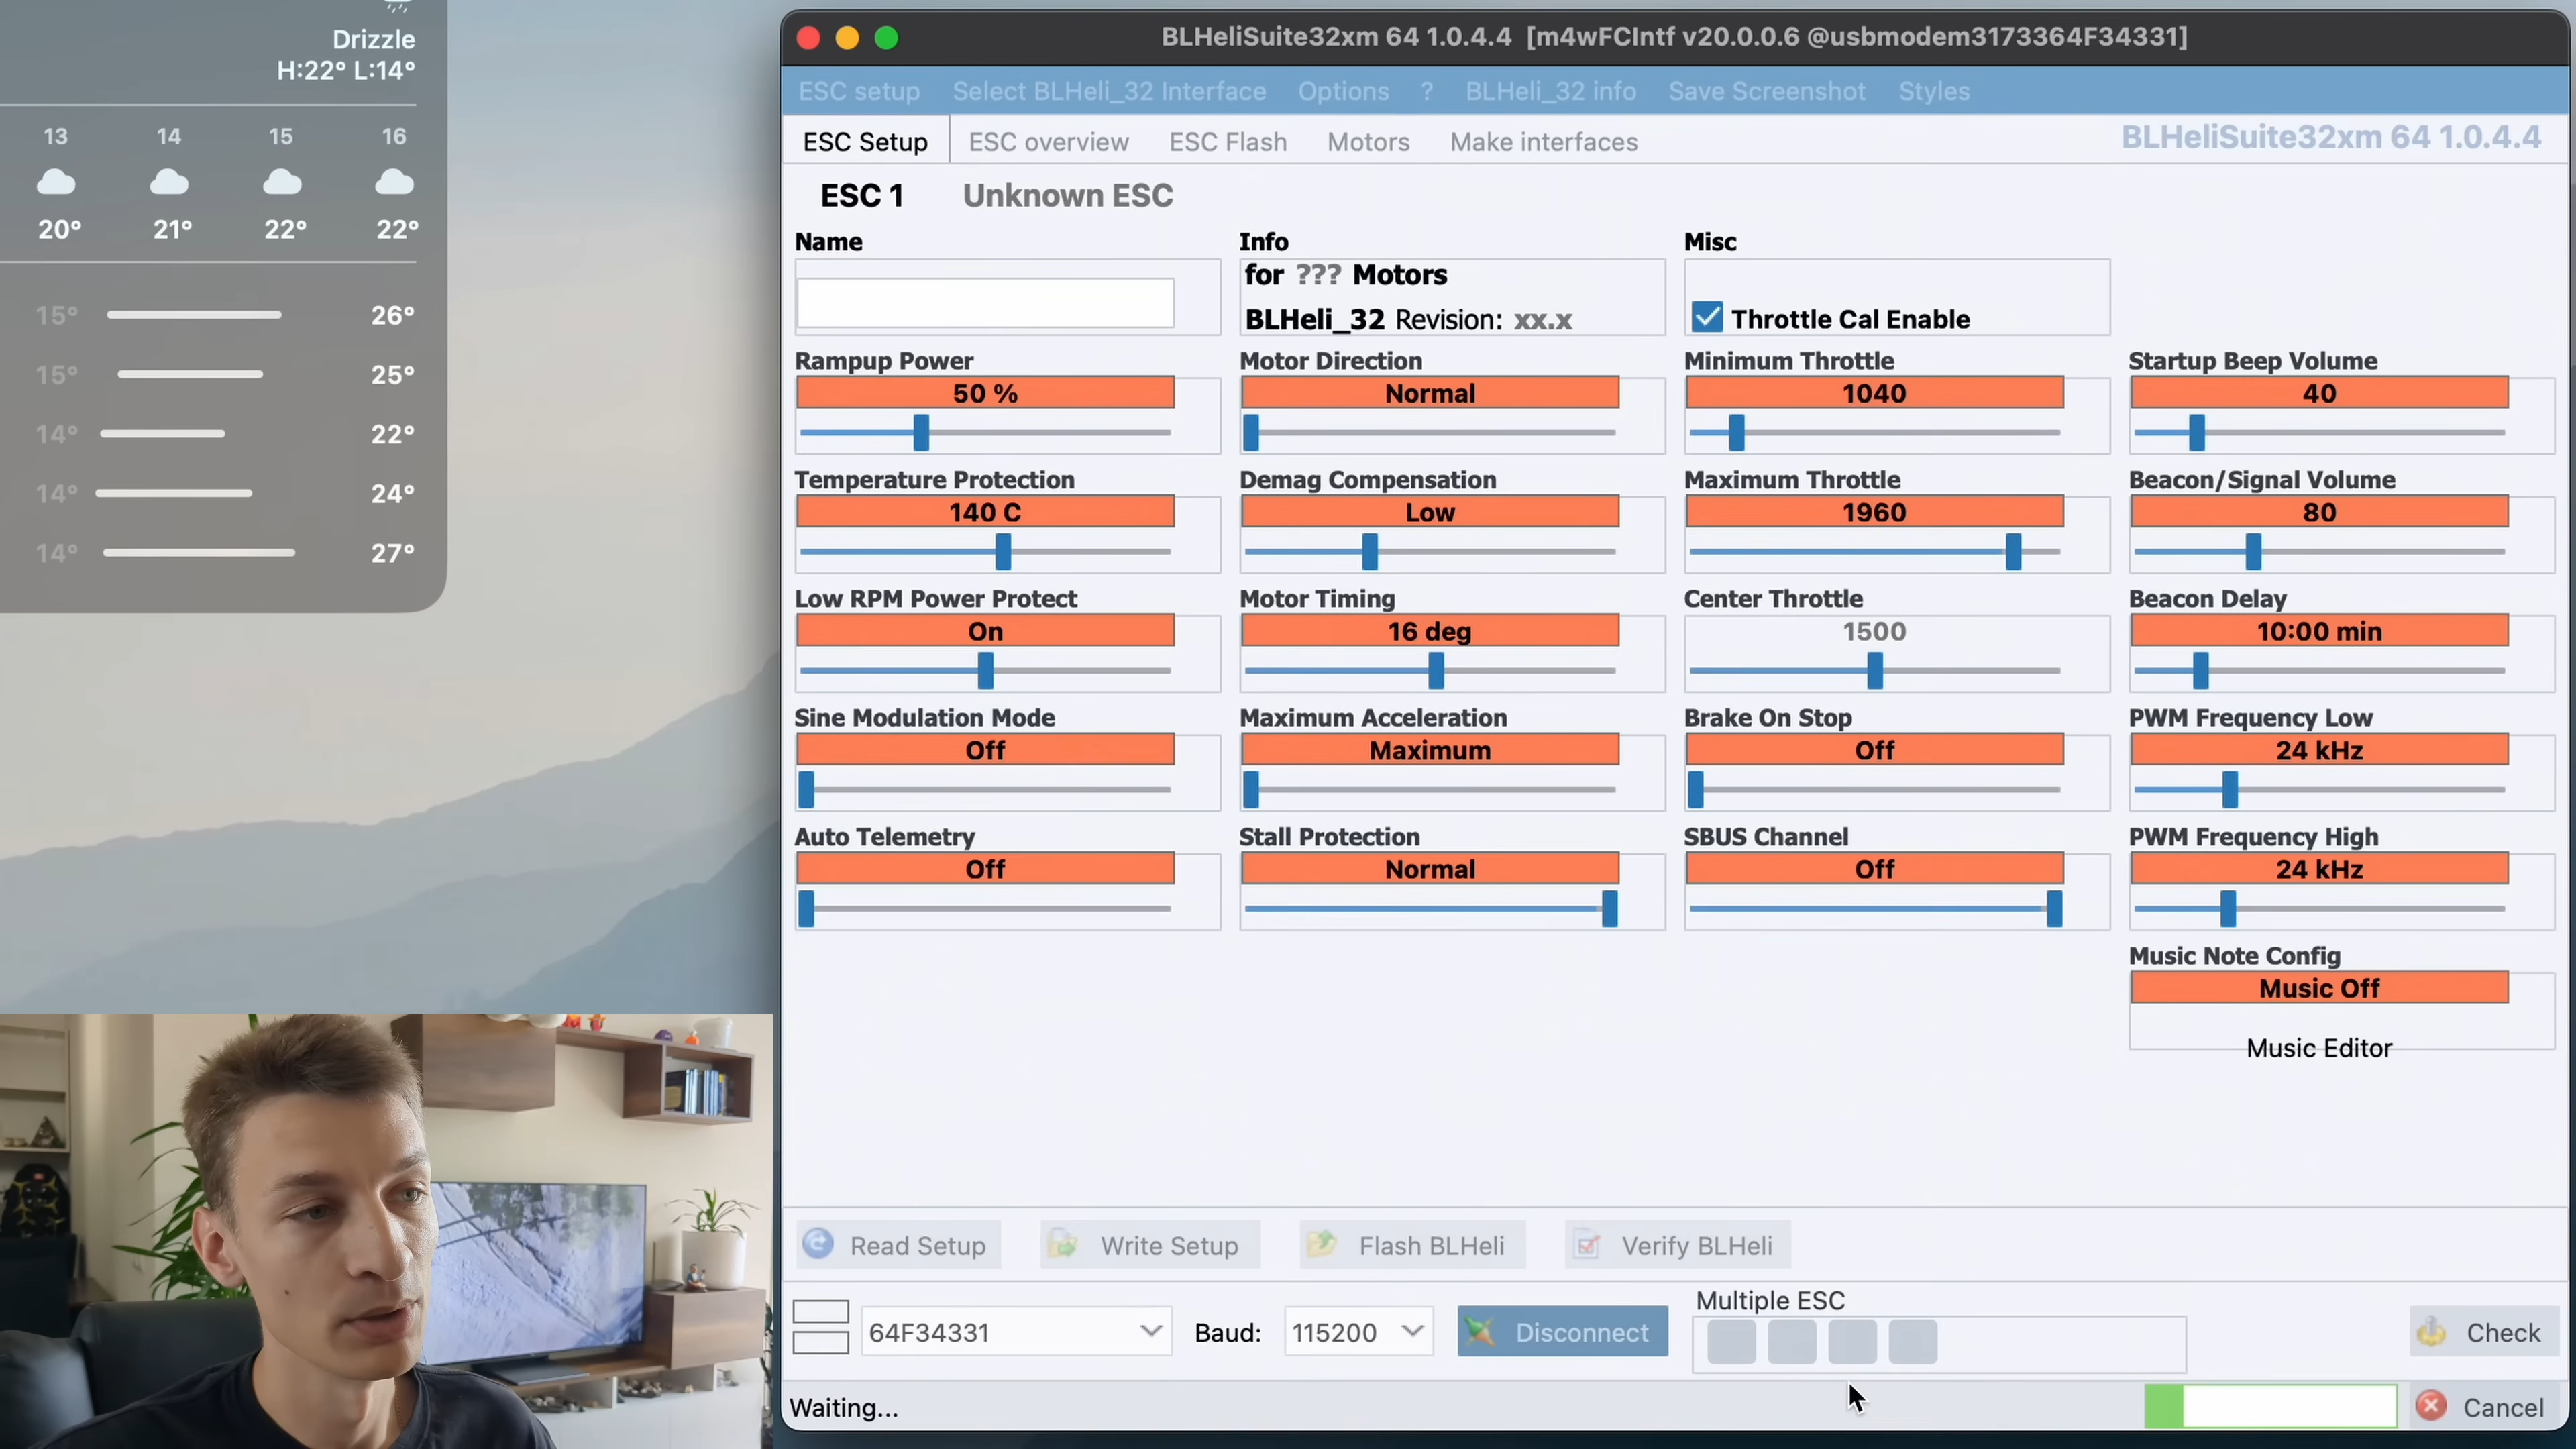 Drizzle
H:22° L:14°
13 14 15 16
20° 21° 22° 22°
15° 26°
15° 25°
14° 22°
14° 24°
14° 27°
BLHeliSuite32xm 64 1.0.4.4 [m4wFCIntf v20.0.0.6 @usbmodem3173364F34331]
ESC setup Select BLHeli_32 Interface Options ? BLHeli_32 info Save Screenshot Styles
ESC Setup ESC overview ESC Flash Motors Make interfaces BLHeliSuite32xm 64 1.0.4.4
ESC 1 Unknown ESC
Name Info Misc
for ??? Motors
BLHeli_32 Revision: xx.x Throttle Cal Enable
Rampup Power Motor Direction Minimum Throttle Startup Beep Volume
50 % Normal 1040 40
Temperature Protection Demag Compensation Maximum Throttle Beacon/Signal Volume
140 C Low 1960 80
Low RPM Power Protect Motor Timing Center Throttle Beacon Delay
On 16 deg 1500 10:00 min
Sine Modulation Mode Maximum Acceleration Brake On Stop PWM Frequency Low
Off Maximum Off 24 kHz
Auto Telemetry Stall Protection SBUS Channel PWM Frequency High
Off Normal Off 24 kHz
Music Note Config
Music Off
Music Editor
Read Setup Write Setup Flash BLHeli Verify BLHeli
Multiple ESC
64F34331 Baud: 115200 Disconnect Check
Waiting... Cancel